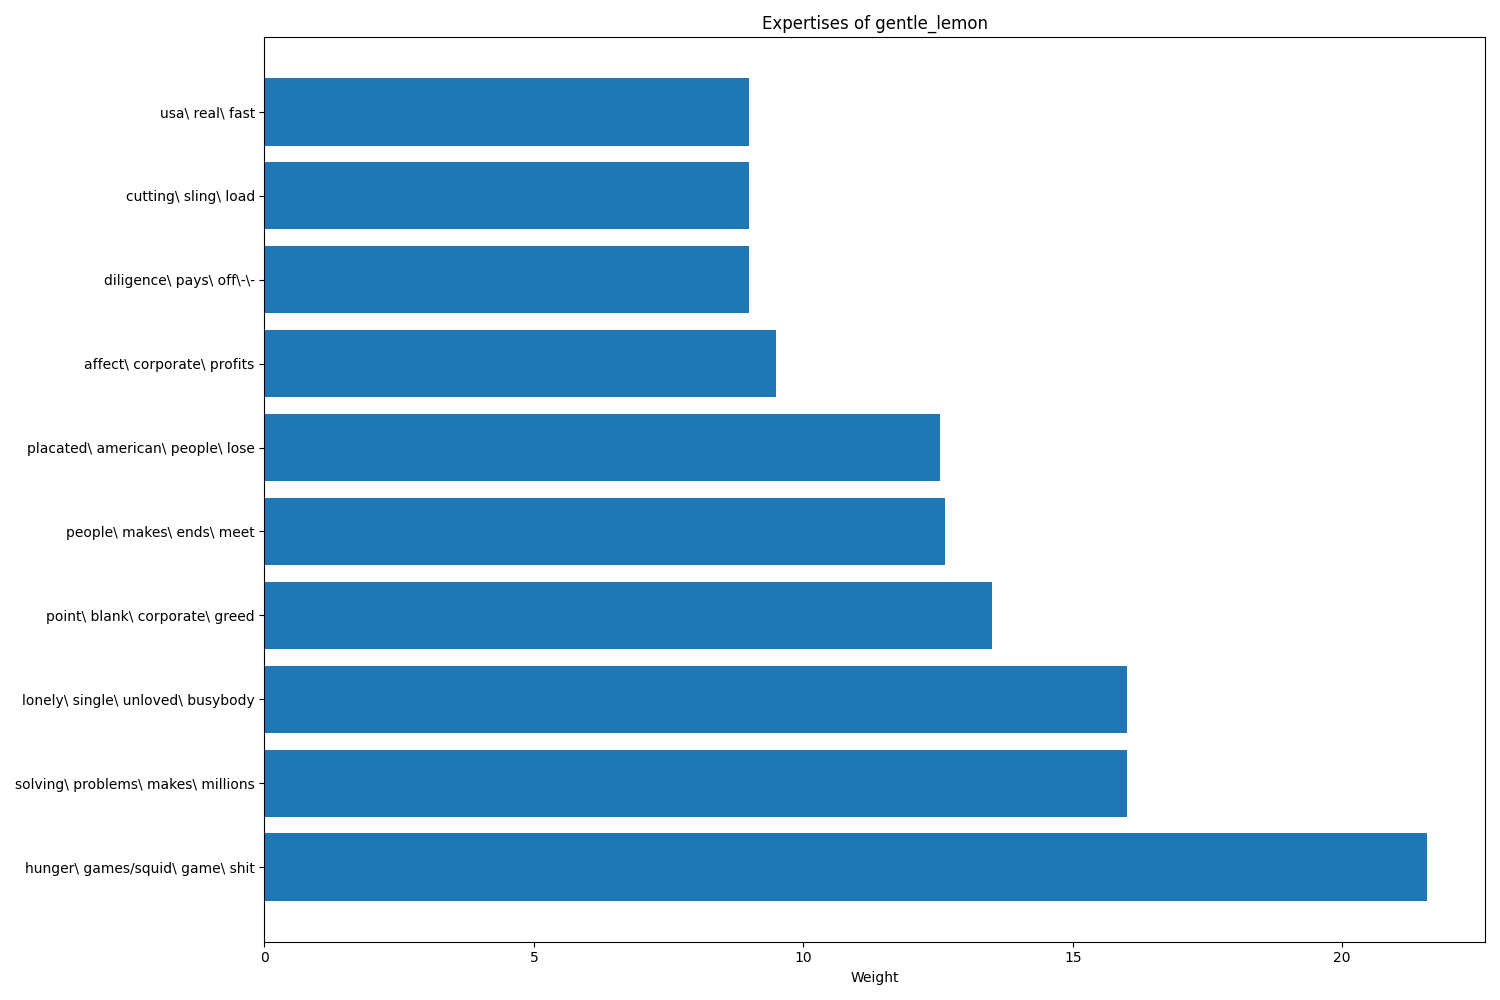 Expertises of gentle_lemon
usa\ real\ fast
cutting\ sling\ load
diligence\ pays\ off\-\-
affect\ corporate\ profits
placated\ american\ people\ lose
people\ makes\ ends\ meet
point\ blank\ corporate\ greed
lonely\ single\ unloved\ busybody
solving\ problems\ makes\ millions
hunger\ games/squid\ game\ shit
0 5 10 15 20
Weight